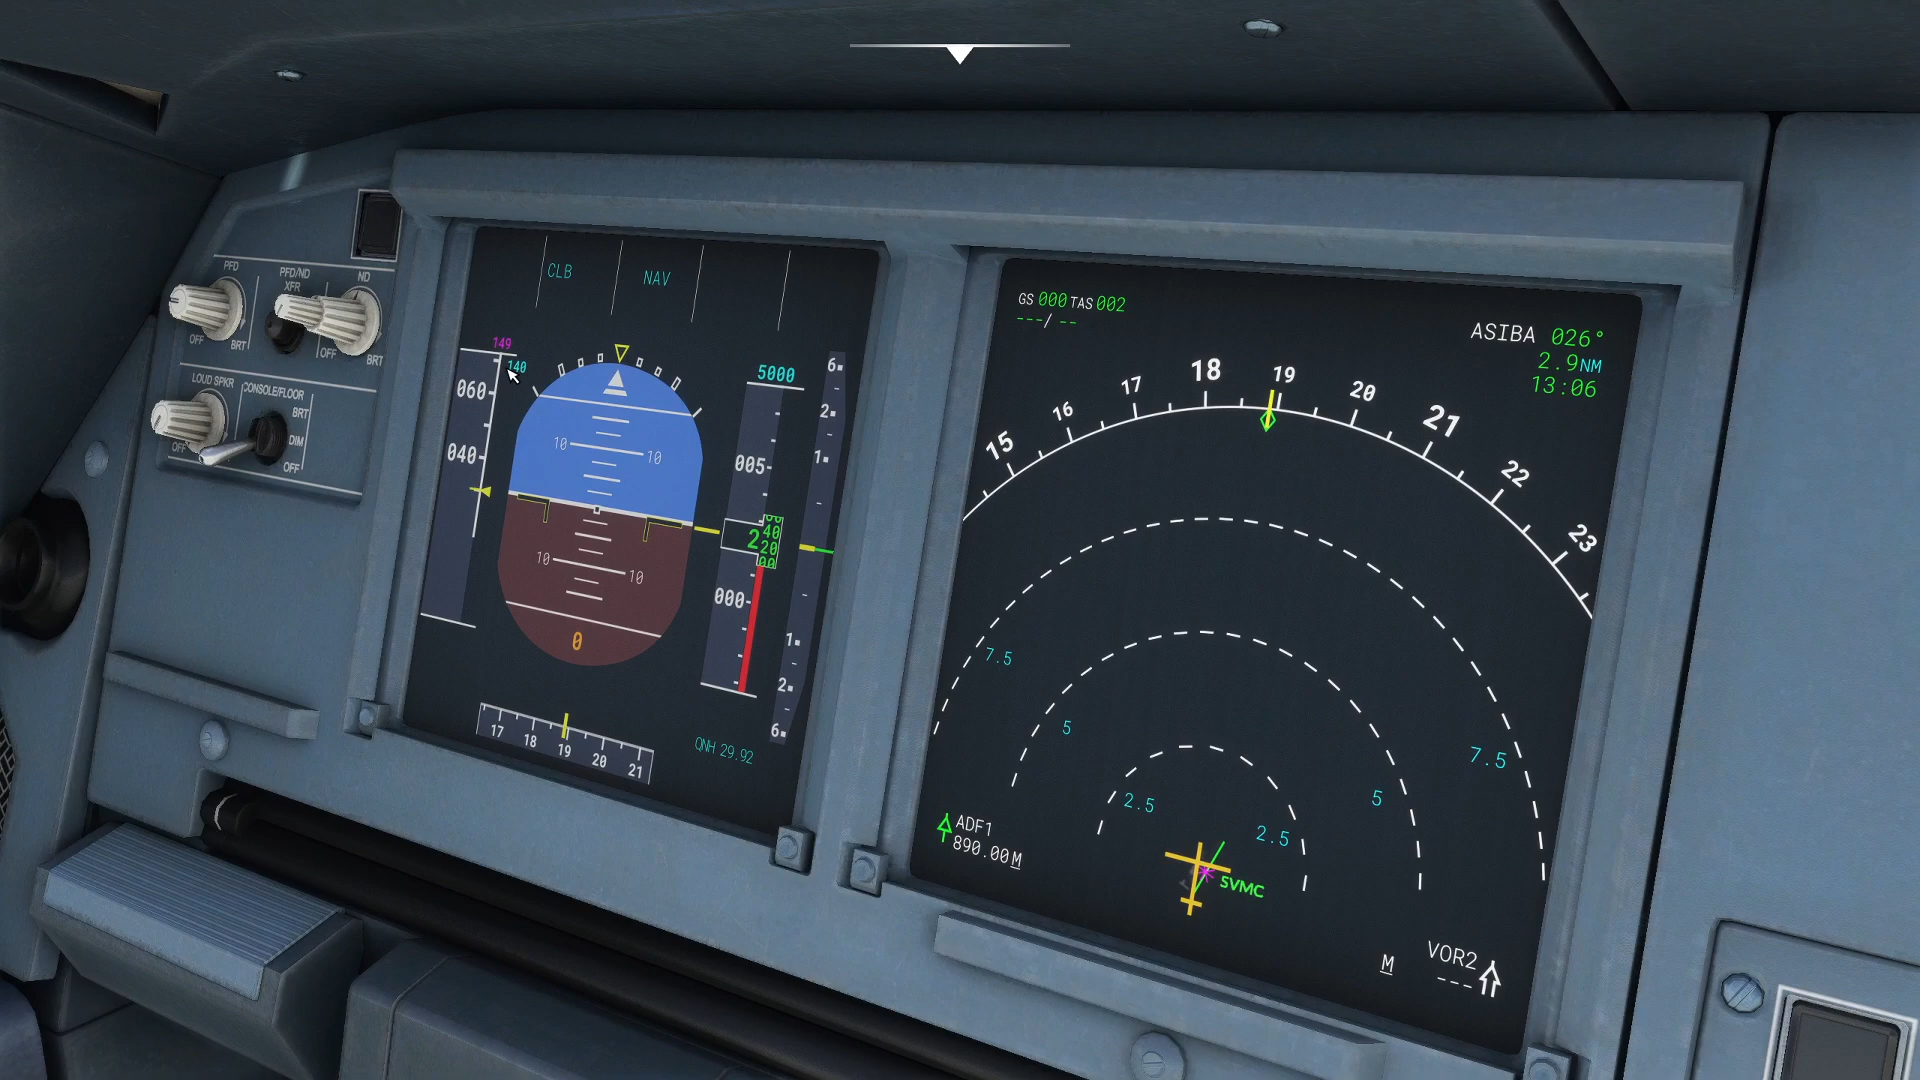 PFD
PFD/ND
XFR
ND
OFF
BRT
OFF
BRT
LOUD SPKR
CONSOLE/FLOOR
BRT
DIM
OFF
OFF
CLB
NAV
149
140
060
040
10
10
10
10
0
5000
005
2
40
20
00
000
6
2
1
1
2
6
17
18
19
20
21
QNH 29.92
GS 000 TAS 002
---/ --
ASIBA 026°
2.9NM
13:06
15
16
17
18
19
20
21
22
23
7.5
7.5
5
5
2.5
2.5
SVMC
ADF1
890.00M
M
VOR2
---